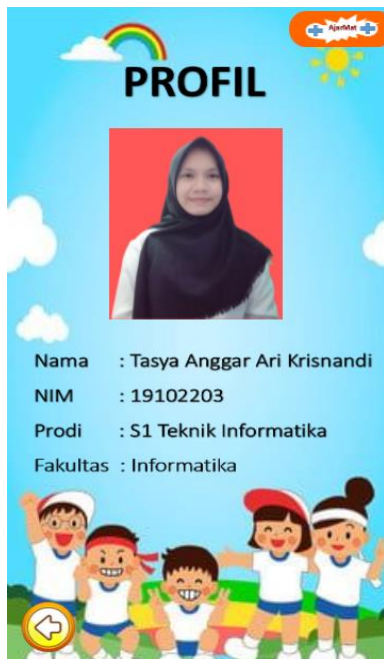 AjarMat
PROFIL
Nama : Tasya Anggar Ari Krisnandi
NIM : 19102203
Prodi : S1 Teknik Informatika
Fakultas : Informatika